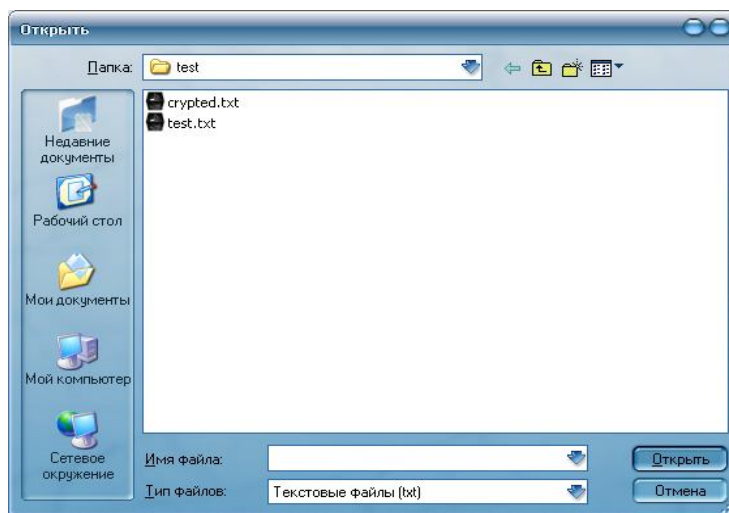 Открыть
Папка:
test
crypted.txt
test.txt
Недавние
документы
Рабочий стол
Мои документы
Мой компьютер
Сетевое
окружение
Имя файла:
Открыть
Тип файлов:
Текстовые файлы (txt)
Отмена